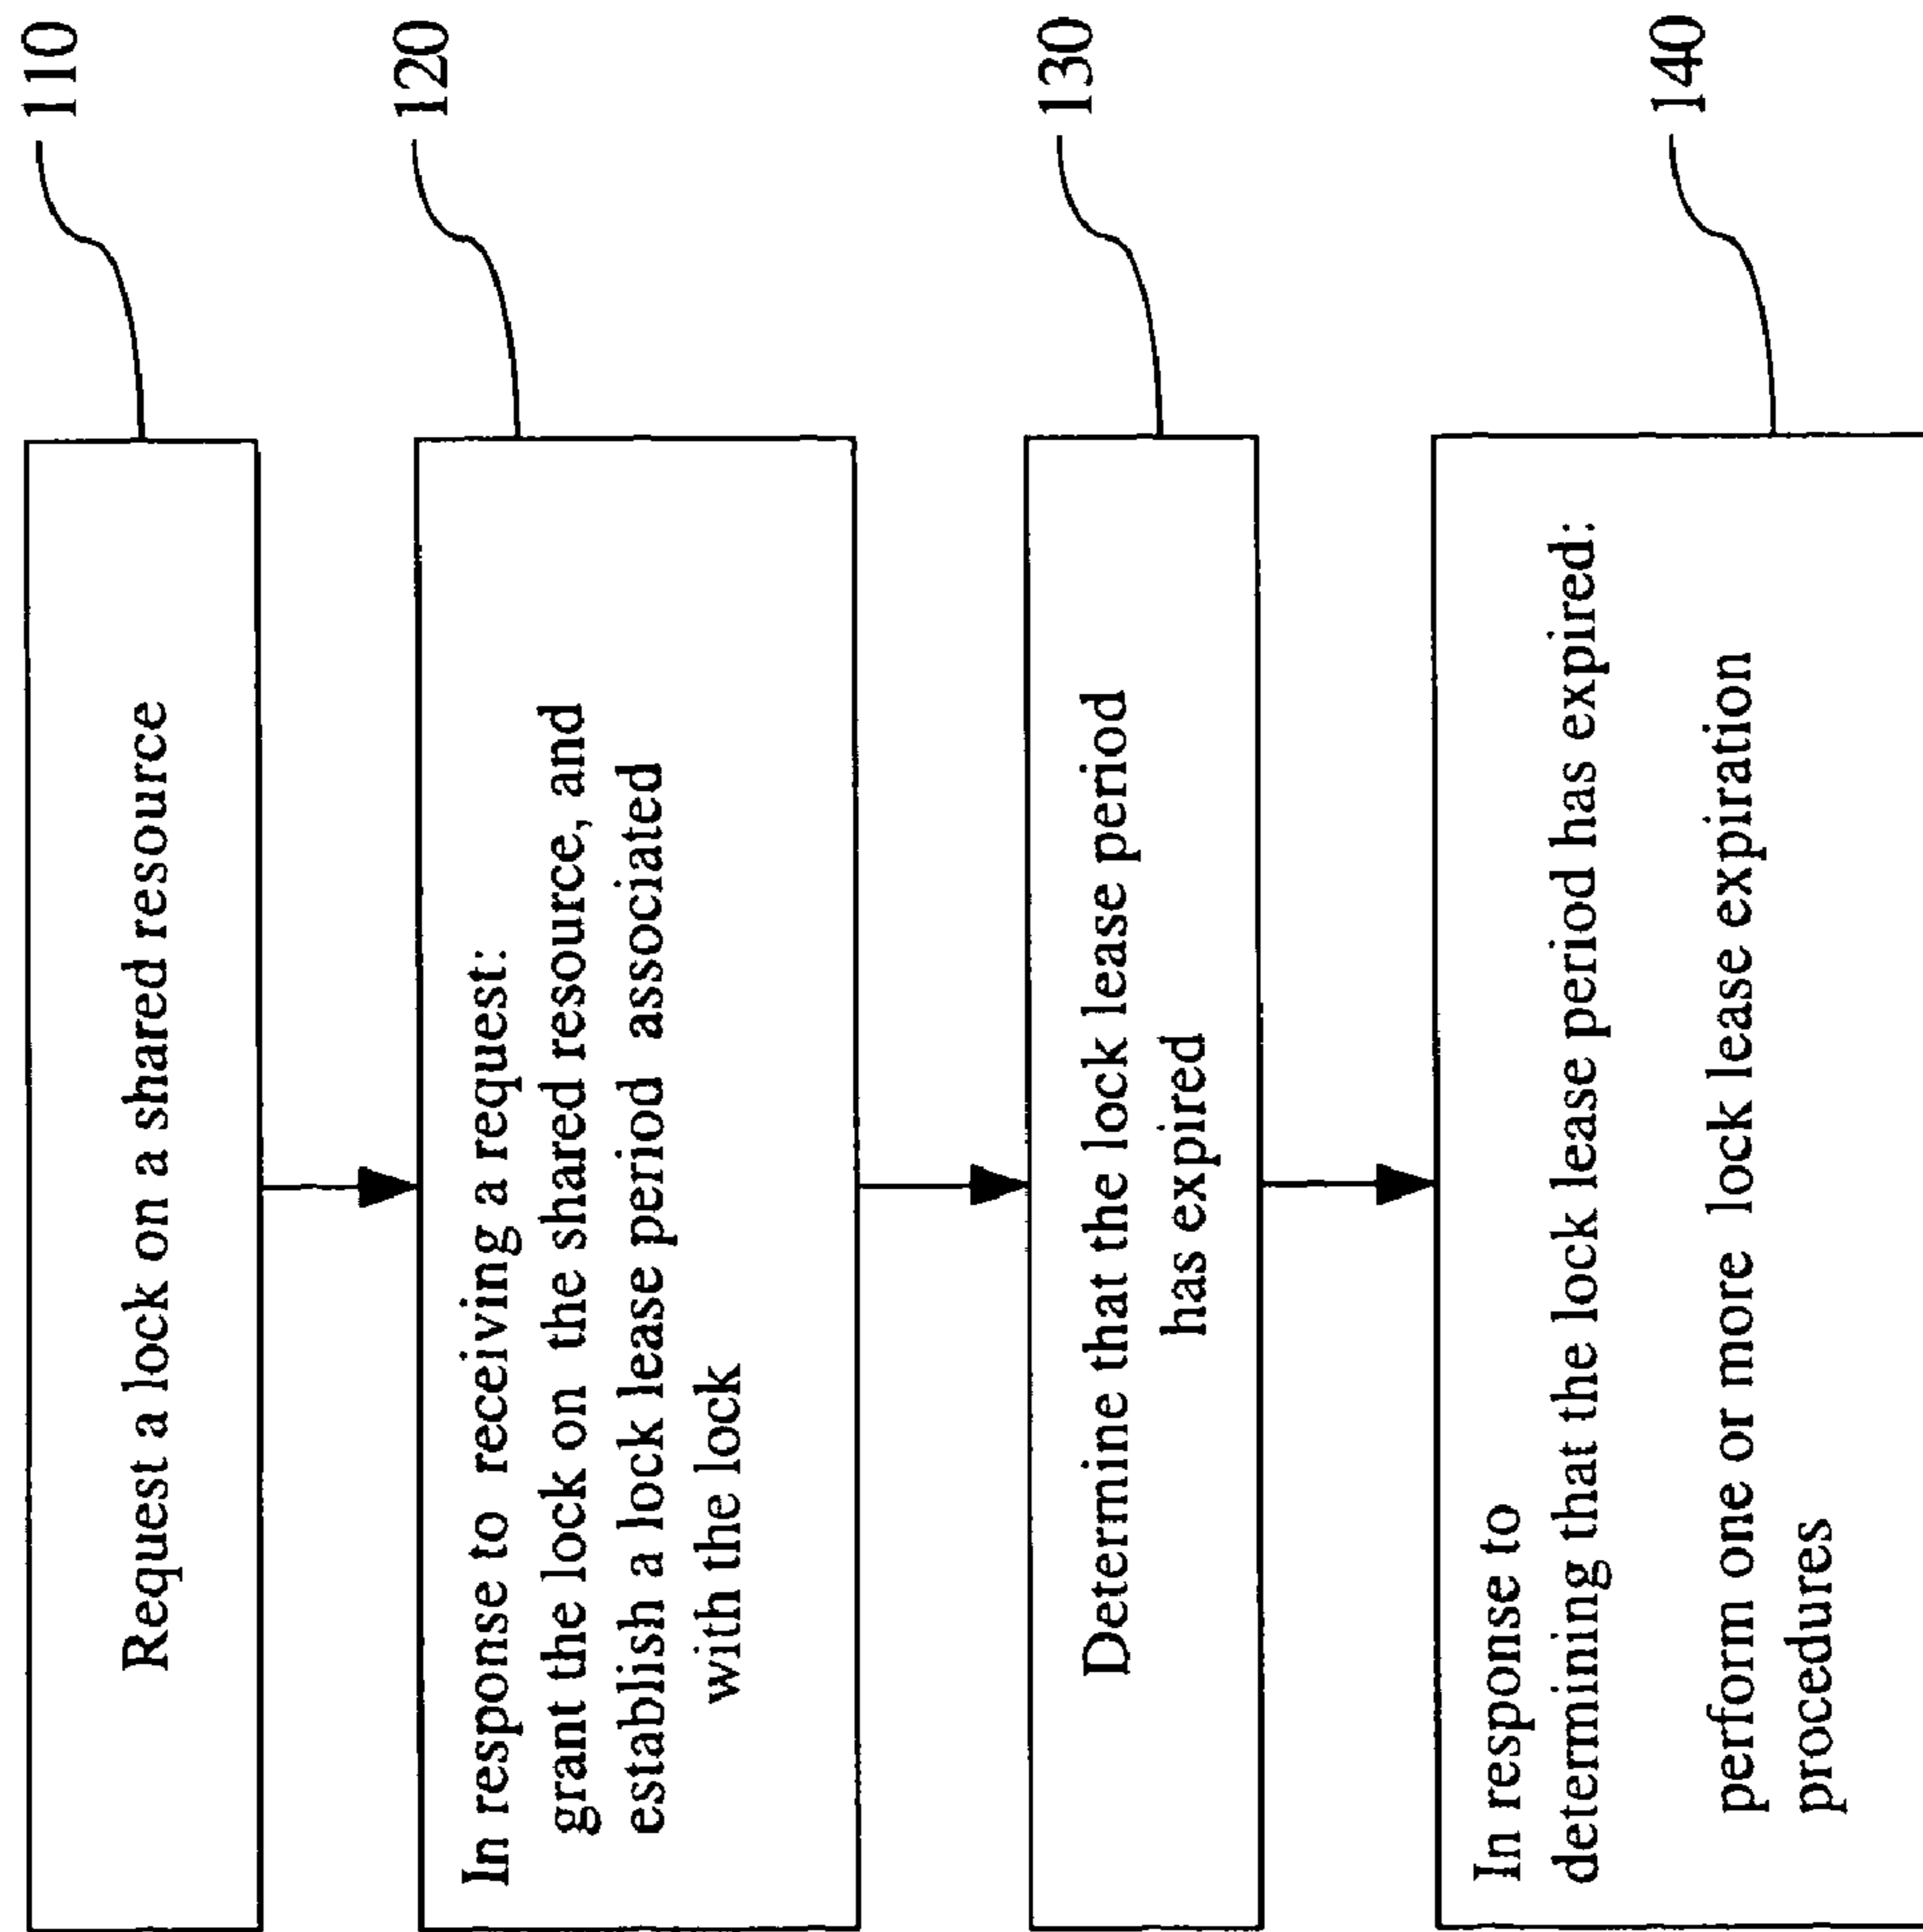 Request a lock on a shared resource
110
In response to receiving a request:
grant the lock on the shared resource, and
establish a lock lease period associated
with the lock
120
Determine that the lock lease period
has expired
130
In response to
determining that the lock lease period has expired:
perform one or more lock lease expiration
procedures
140